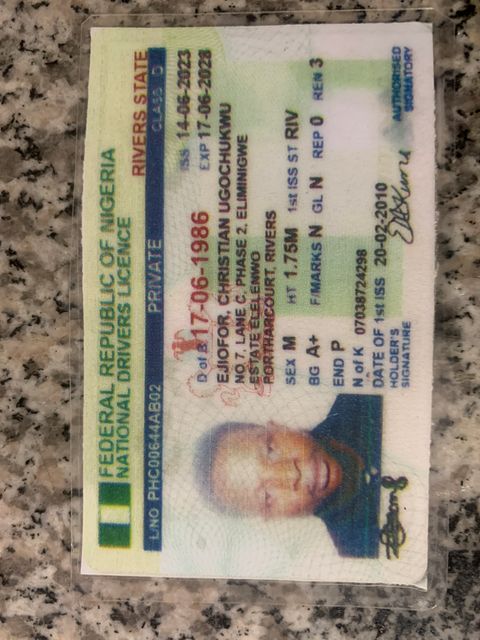 FEDERAL REPUBLIC OF NIGERIA
NATIONAL DRIVERS LICENCE
RIVERS STATE
L/NO PHC00644AB02 PRIVATE CLASS D
ISS 14-06-2023
D of B 17-06-1986 EXP 17-06-2028
EJIOFOR, CHRISTIAN UGOCHUKWU
NO 7, LANE C, PHASE 2, ELIMINIGWE
ESTATE ELELENWO
PORTHARCOURT, RIVERS
SEX M HT 1.75M 1st ISS ST RIV
BG A+ F/MARKS N GL N REP 0 REN 3
END P
N of K 07038724298
DATE OF 1st ISS 20-02-2010
HOLDER'S
SIGNATURE
AUTHORISED
SIGNATORY